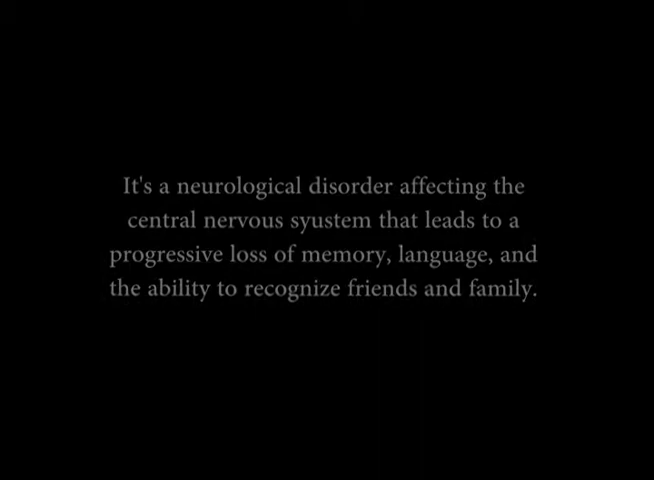 It's a neurological disorder affecting the
central nervous syustem that leads to a
progressive loss of memory, language, and
the ability to recognize friends and family.